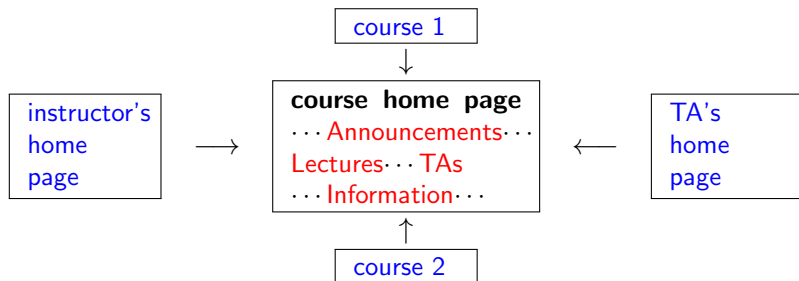 course 1
instructor's
home
page
course home page
··· Announcements···
Lectures··· TAs
··· Information···
TA's
home
page
course 2